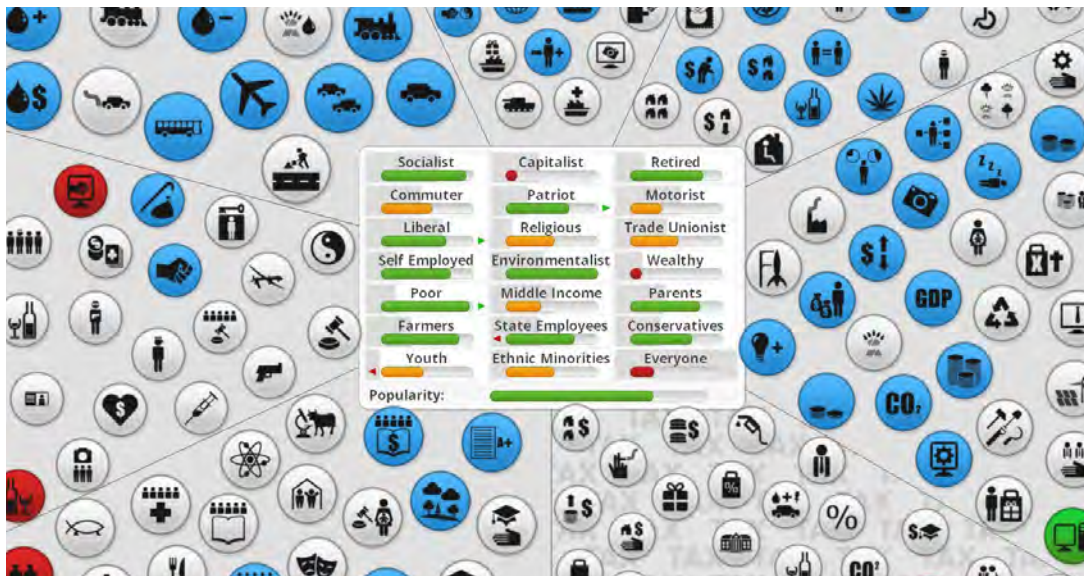 Socialist Capitalist Retired
Commuter Patriot Motorist
Liberal Religious Trade Unionist
Self Employed Environmentalist Wealthy
Poor Middle Income Parents
Farmers State Employees Conservatives
Youth Ethnic Minorities Everyone
Popularity:
GDP
CO₂
A+
%
CO²